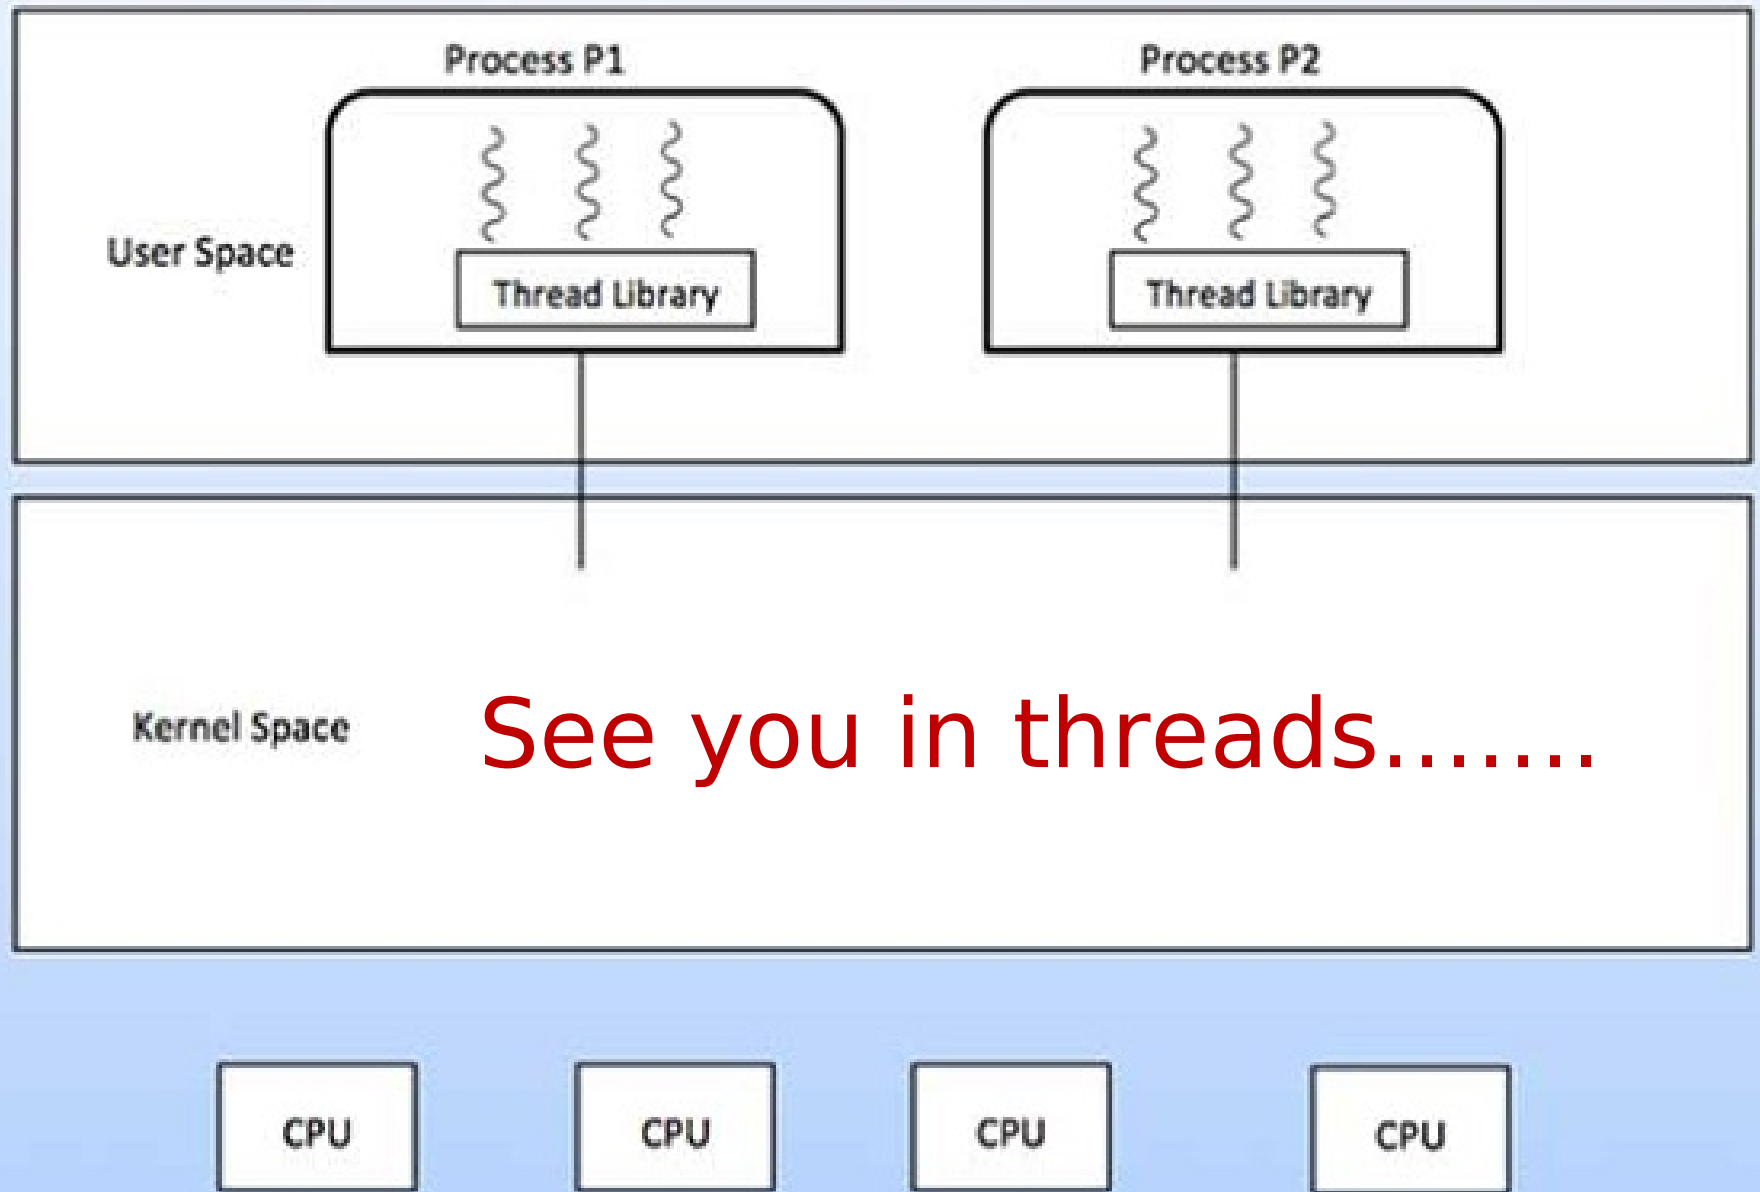 Process P1
Process P2
User Space
Thread Library
Thread Library
Kernel Space
See you in threads.......
CPU
CPU
CPU
CPU